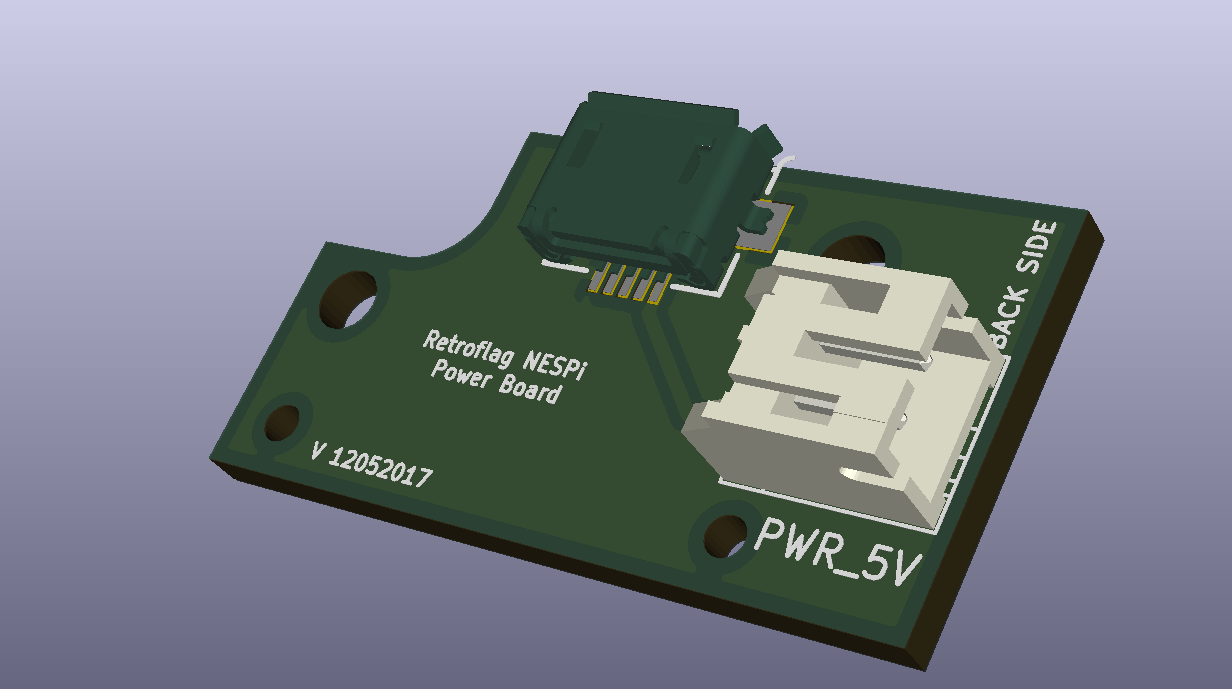 BACK SIDE
Retroflag NESPi
Power Board
V 12052017
PWR_5V